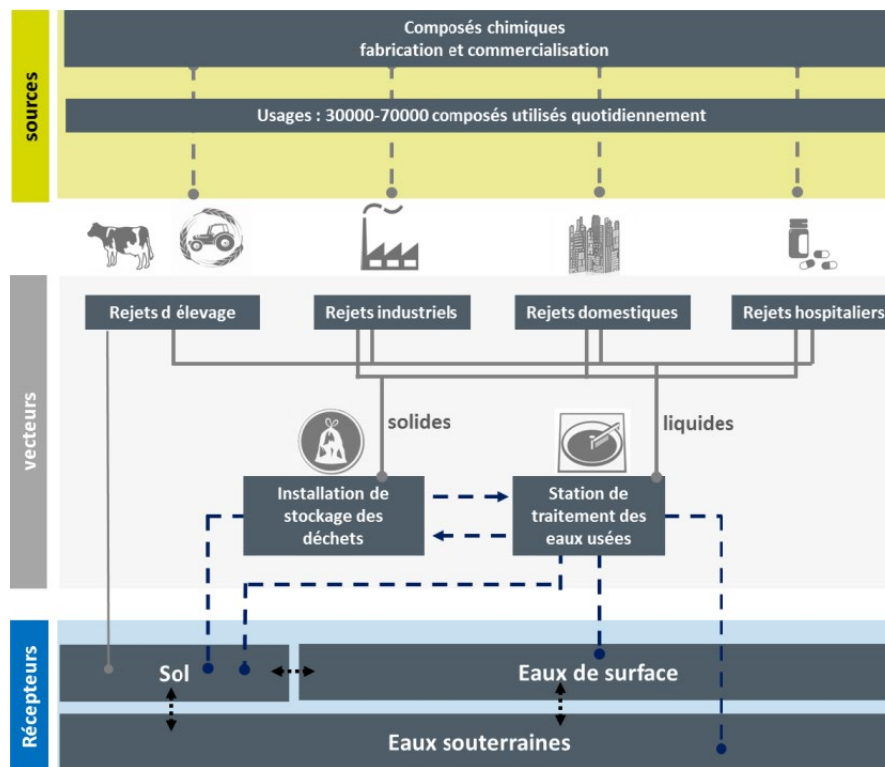 Composés chimiques
fabrication et commercialisation
sources
Usages : 30000-70000 composés utilisés quotidiennement
Rejets d élevage
Rejets industriels
Rejets domestiques
Rejets hospitaliers
vecteurs
solides
liquides
Installation de
stockage des
déchets
Station de
traitement des
eaux usées
Récepteurs
Sol
Eaux de surface
Eaux souterraines